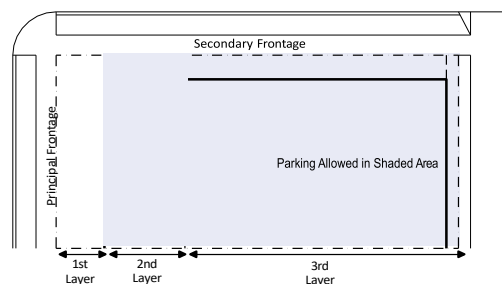 Secondary Frontage
Principal Frontage
Parking Allowed in Shaded Area
1st
Layer
2nd
Layer
3rd
Layer